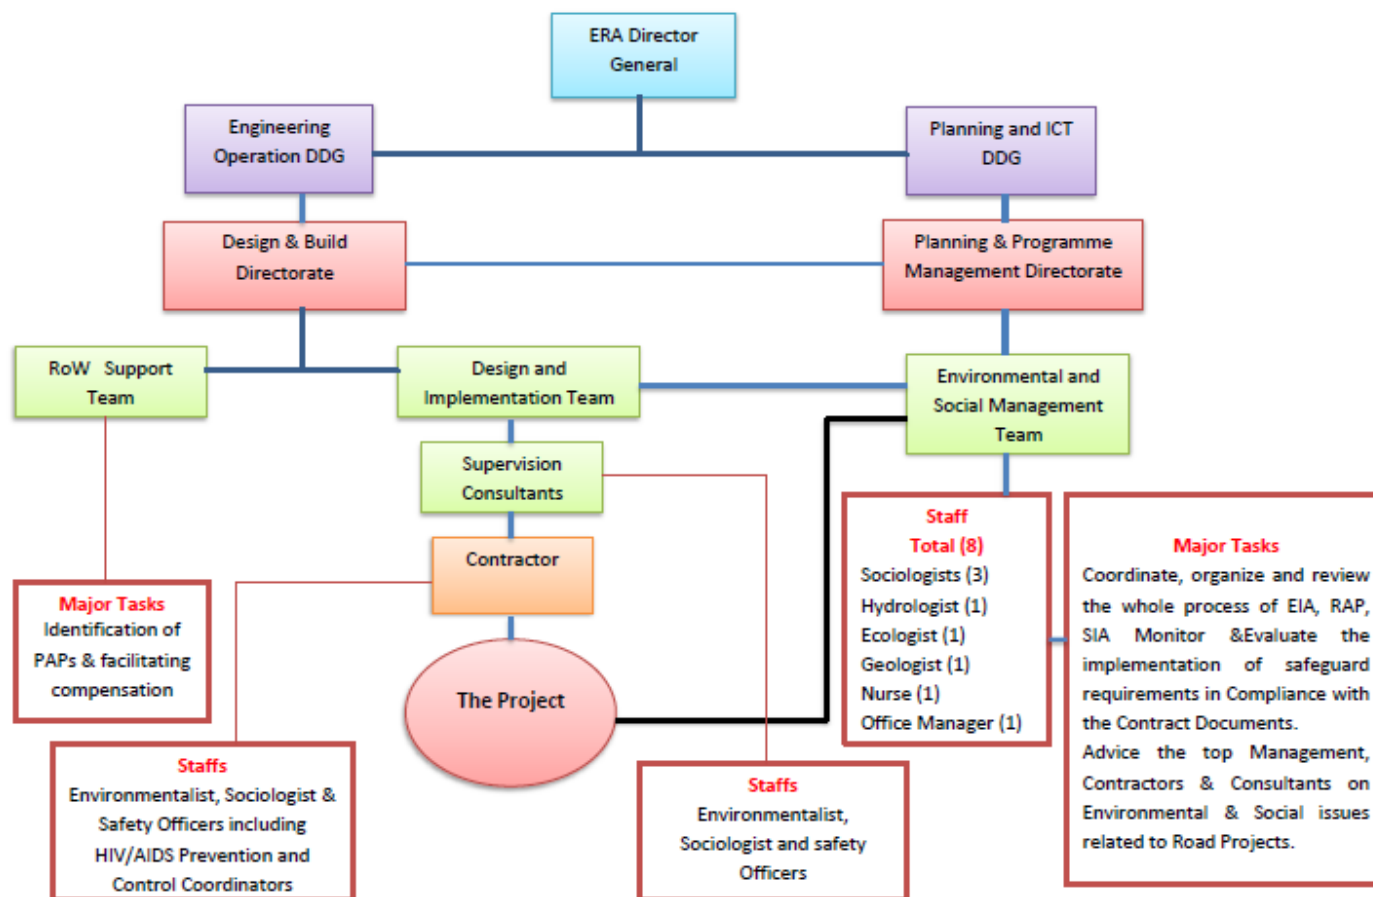 ERA Director
General
Engineering
Operation DDG
Planning and ICT
DDG
Design & Build
Directorate
Planning & Programme
Management Directorate
RoW Support
Team
Design and
Implementation Team
Environmental and
Social Management
Team
Supervision
Consultants
Contractor
The Project
Major Tasks
Identification of
PAPs & facilitating
compensation
Staffs
Environmentalist, Sociologist &
Safety Officers including
HIV/AIDS Prevention and
Control Coordinators
Staffs
Environmentalist,
Sociologist and safety
Officers
Staff
Total (8)
Sociologists (3)
Hydrologist (1)
Ecologist (1)
Geologist (1)
Nurse (1)
Office Manager (1)
Major Tasks
Coordinate, organize and review
the whole process of EIA, RAP,
SIA Monitor &Evaluate the
implementation of safeguard
requirements in Compliance with
the Contract Documents.
Advice the top Management,
Contractors & Consultants on
Environmental & Social issues
related to Road Projects.